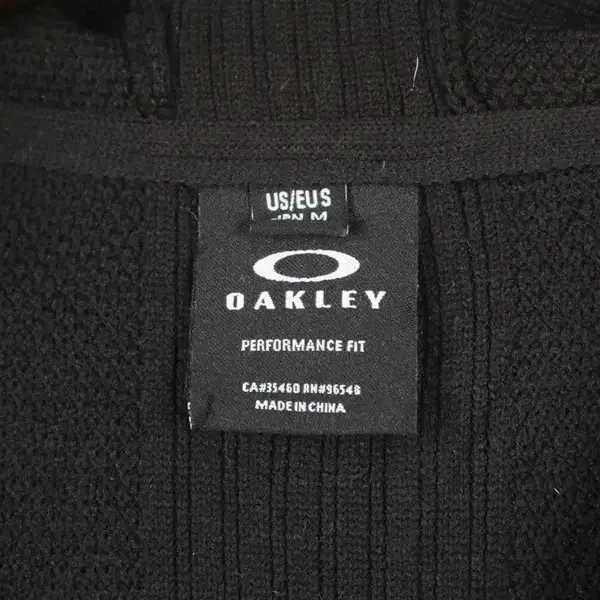 US/EU S
JPN M
OAKLEY
PERFORMANCE FIT
CA#35460 RN#96548
MADE IN CHINA